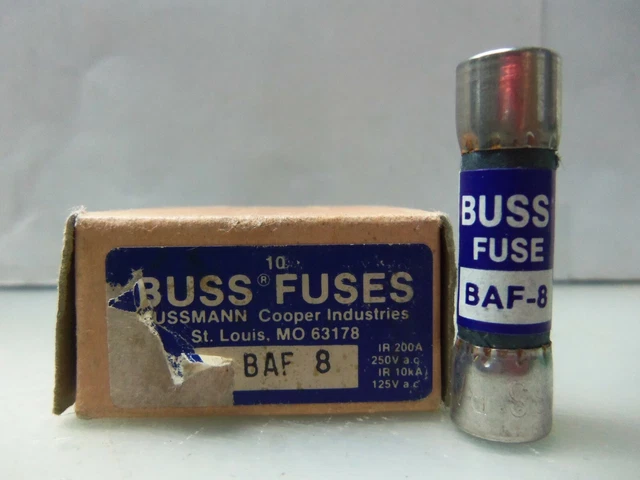 10
BUSS® FUSES
USSMANN Cooper Industries
St. Louis, MO 63178
BAF 8
IR 200A
250V a.c
IR 10kA
125V a.c
BUSS
FUSE
BAF-8